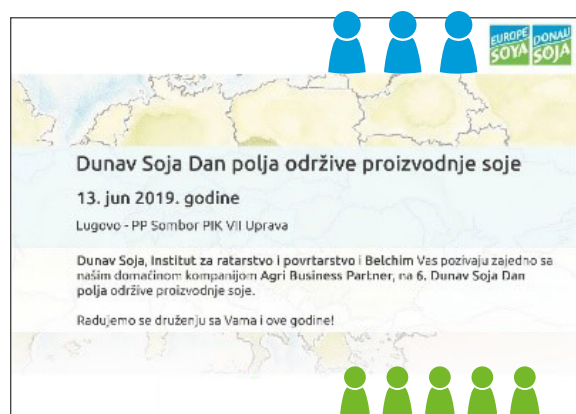 EUROPE DONAU
SOYA SOJA
Dunav Soja Dan polja održive proizvodnje soje
13. jun 2019. godine
Lugovo - PP Sombor PIK VII Uprava
Dunav Soja, Institut za ratarstvo i povrtarstvo i Belchim Vas pozivaju zajedno sa
našim domaćinom kompanijom Agri Business Partner, na 6. Dunav Soja Dan
polja održive proizvodnje soje.
Radujemo se druženju sa Vama i ove godine!